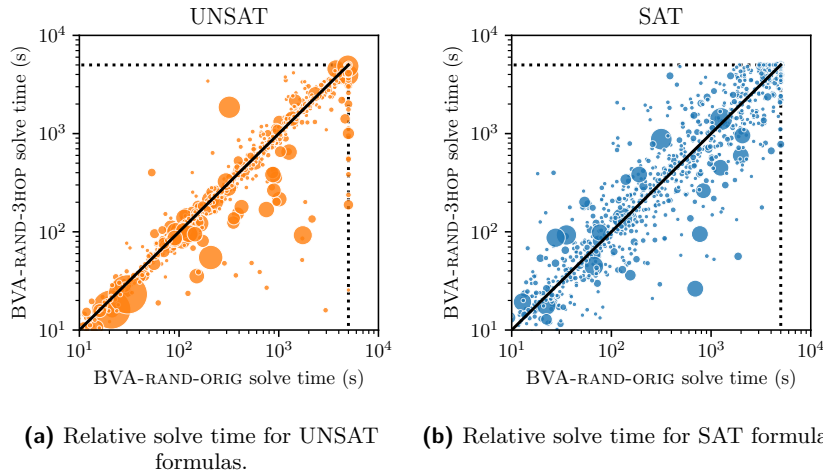 UNSAT
BVA-RAND-3HOP solve time (s)
10^4
10^3
10^2
10^1
10^1 10^2 10^3 10^4
BVA-RAND-ORIG solve time (s)
(a) Relative solve time for UNSAT
formulas.
SAT
BVA-RAND-3HOP solve time (s)
10^4
10^3
10^2
10^1
10^1 10^2 10^3 10^4
BVA-RAND-ORIG solve time (s)
(b) Relative solve time for SAT formula